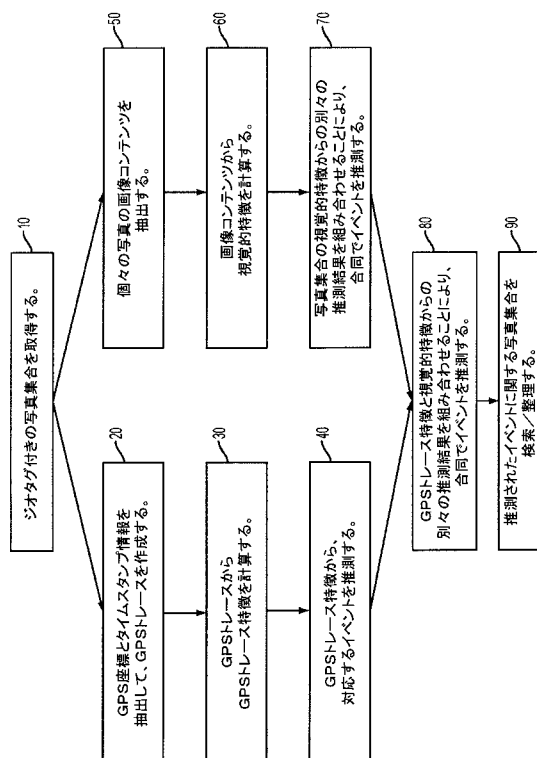 10
ジオタグ付きの写真集合を取得する。
20
GPS座標とタイムスタンプ情報を
抽出して、GPSトレースを作成する。
30
GPSトレースから
GPSトレース特徴を計算する。
40
GPSトレース特徴から、
対応するイベントを推測する。
50
個々の写真の画像コンテンツを
抽出する。
60
画像コンテンツから
視覚的特徴を計算する。
70
写真集合の視覚的特徴からの別々の
推測結果を組み合わせることにより、
合同でイベントを推測する。
80
GPSトレース特徴と視覚的特徴からの
別々の推測結果を組み合わせることにより、
合同でイベントを推測する。
90
推測されたイベントに関する写真集合を
検索／整理する。